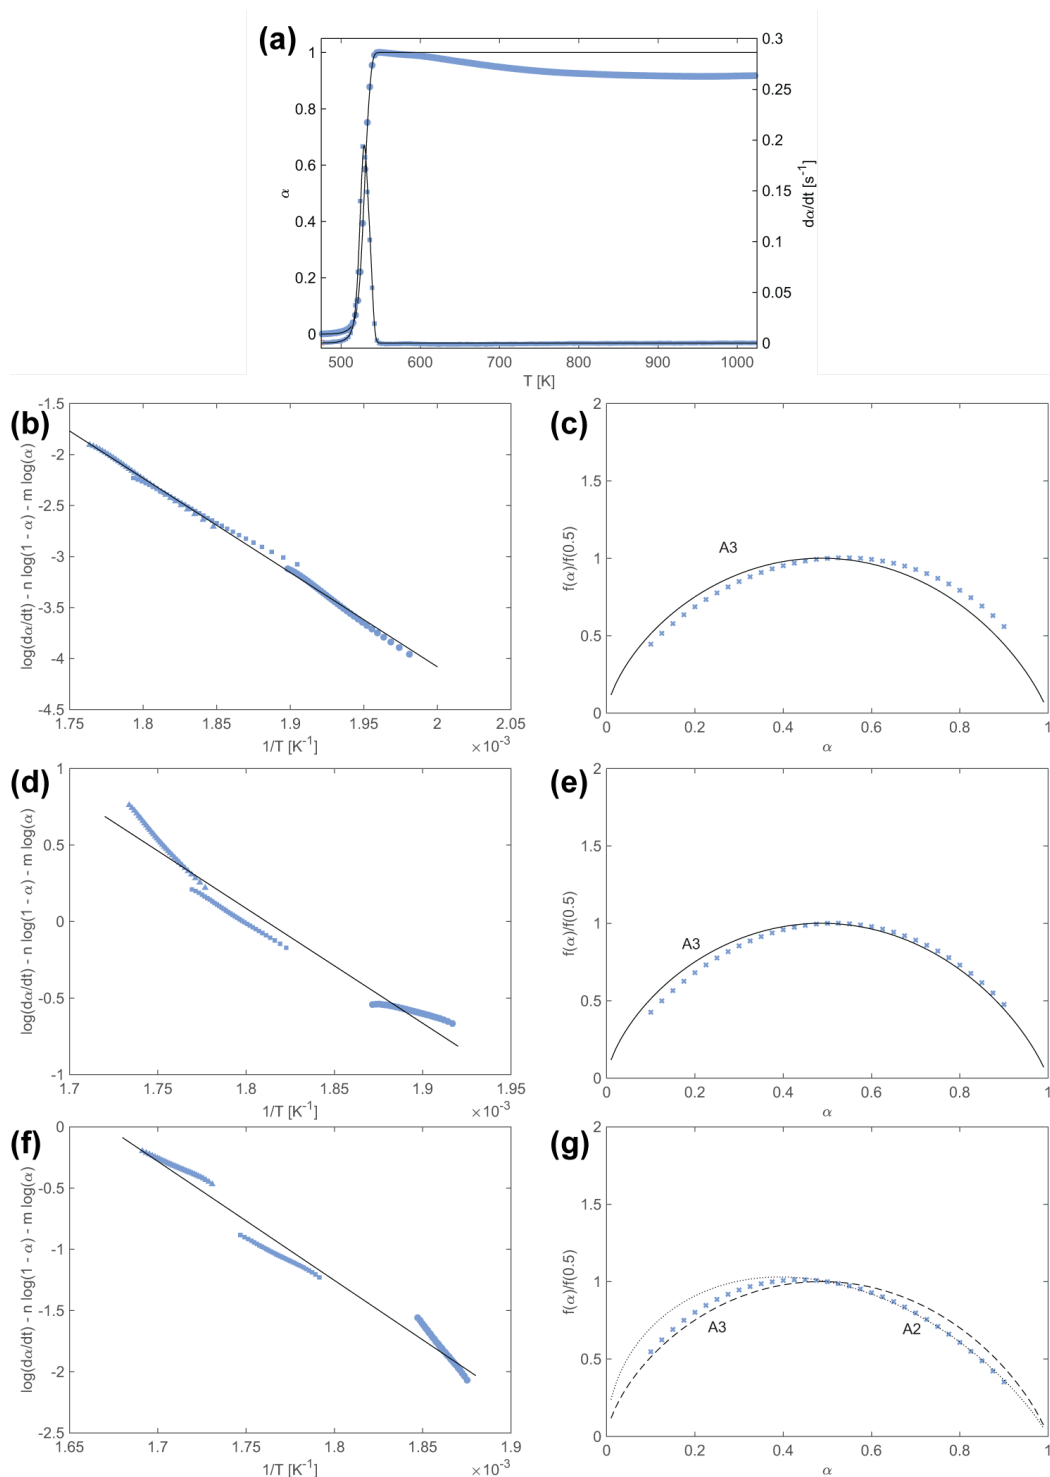 (a)
1
0.8
0.6
0.4
0.2
0
α
0.3
0.25
0.2
0.15
0.1
0.05
0
dα/dt [s⁻¹]
500 600 700 800 900 1000
T [K]
(b)
-1.5
-2
-2.5
-3
-3.5
-4
-4.5
log(dα/dt) - n log(1 - α) - m log(α)
1.75 1.8 1.85 1.9 1.95 2 2.05
1/T [K⁻¹] ×10⁻³
(c)
2
1.5
1
0.5
0
f(α)/f(0.5)
A3
0 0.2 0.4 0.6 0.8 1
α
(d)
1
0.5
0
-0.5
-1
log(dα/dt) - n log(1 - α) - m log(α)
1.7 1.75 1.8 1.85 1.9 1.95
1/T [K⁻¹] ×10⁻³
(e)
2
1.5
1
0.5
0
f(α)/f(0.5)
A3
0 0.2 0.4 0.6 0.8 1
α
(f)
0
-0.5
-1
-1.5
-2
-2.5
log(dα/dt) - n log(1 - α) - m log(α)
1.65 1.7 1.75 1.8 1.85 1.9
1/T [K⁻¹] ×10⁻³
(g)
2
1.5
1
0.5
0
f(α)/f(0.5)
A3 A2
0 0.2 0.4 0.6 0.8 1
α